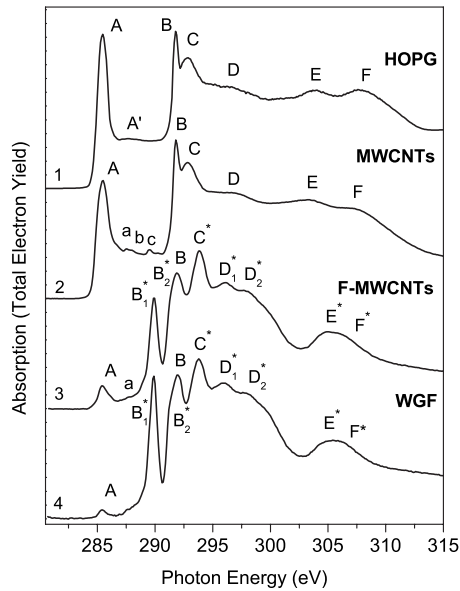 A
B
C
D
E
F
HOPG
A'
1
A
B
C
D
E
F
MWCNTs
a
b
c
2
B₁*
B₂*
B
C*
D₁*
D₂*
F-MWCNTs
E*
F*
A
a
3
B₁*
B₂*
B
C*
D₁*
D₂*
WGF
E*
F*
A
4
285
290
295
300
305
310
315
Photon Energy (eV)
Absorption (Total Electron Yield)